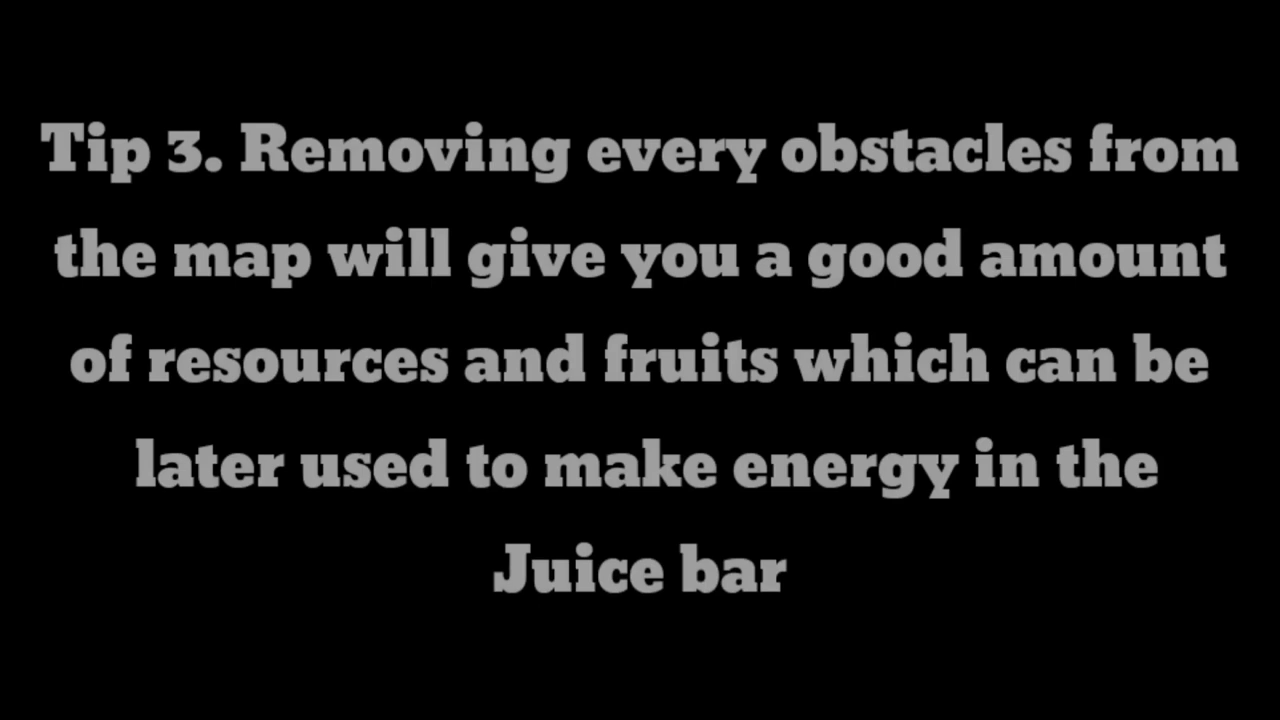 Tip 3. Removing every obstacles from
the map will give you a good amount
of resources and fruits which can be
later used to make energy in the
Juice bar